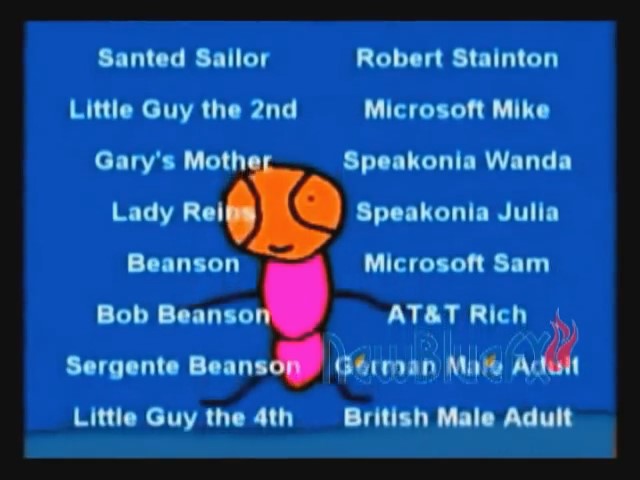 Santed Sailor Robert Stainton
Little Guy the 2nd Microsoft Mike
Gary's Mother Speakonia Wanda
Lady Reins Speakonia Julia
Beanson Microsoft Sam
Bob Beanson AT&T Rich
NewBlueFX
Sergente Beanson German Male Adult
Little Guy the 4th British Male Adult